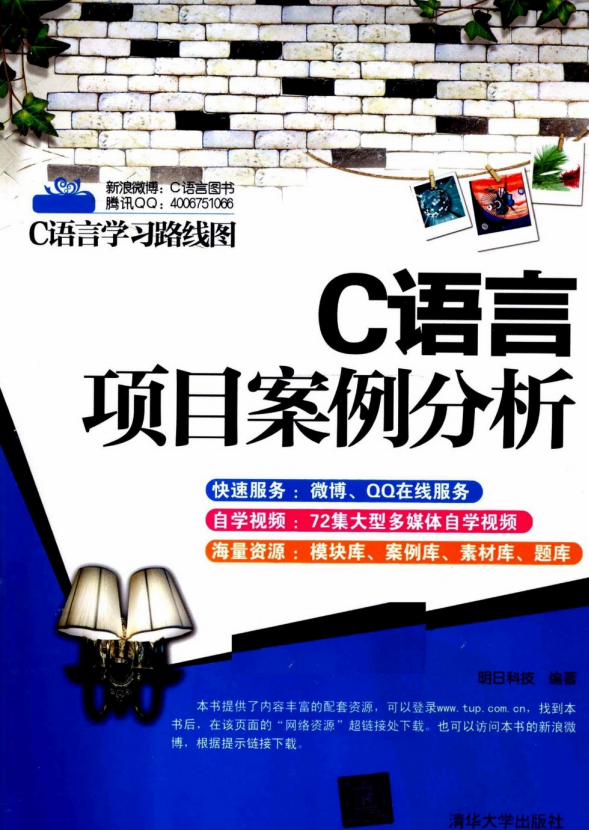 新浪微博：C语言图书
腾讯QQ：4006751066
C语言学习路线图
C语言
项目案例分析
快速服务：微博、QQ在线服务
自学视频：72集大型多媒体自学视频
海量资源：模块库、案例库、素材库、题库
明日科技 编著
本书提供了内容丰富的配套资源，可以登录www.tup.com.cn，找到本
书后，在该页面的“网络资源”超链接处下载。也可以访问本书的新浪微
博，根据提示链接下载。
清华大学出版社